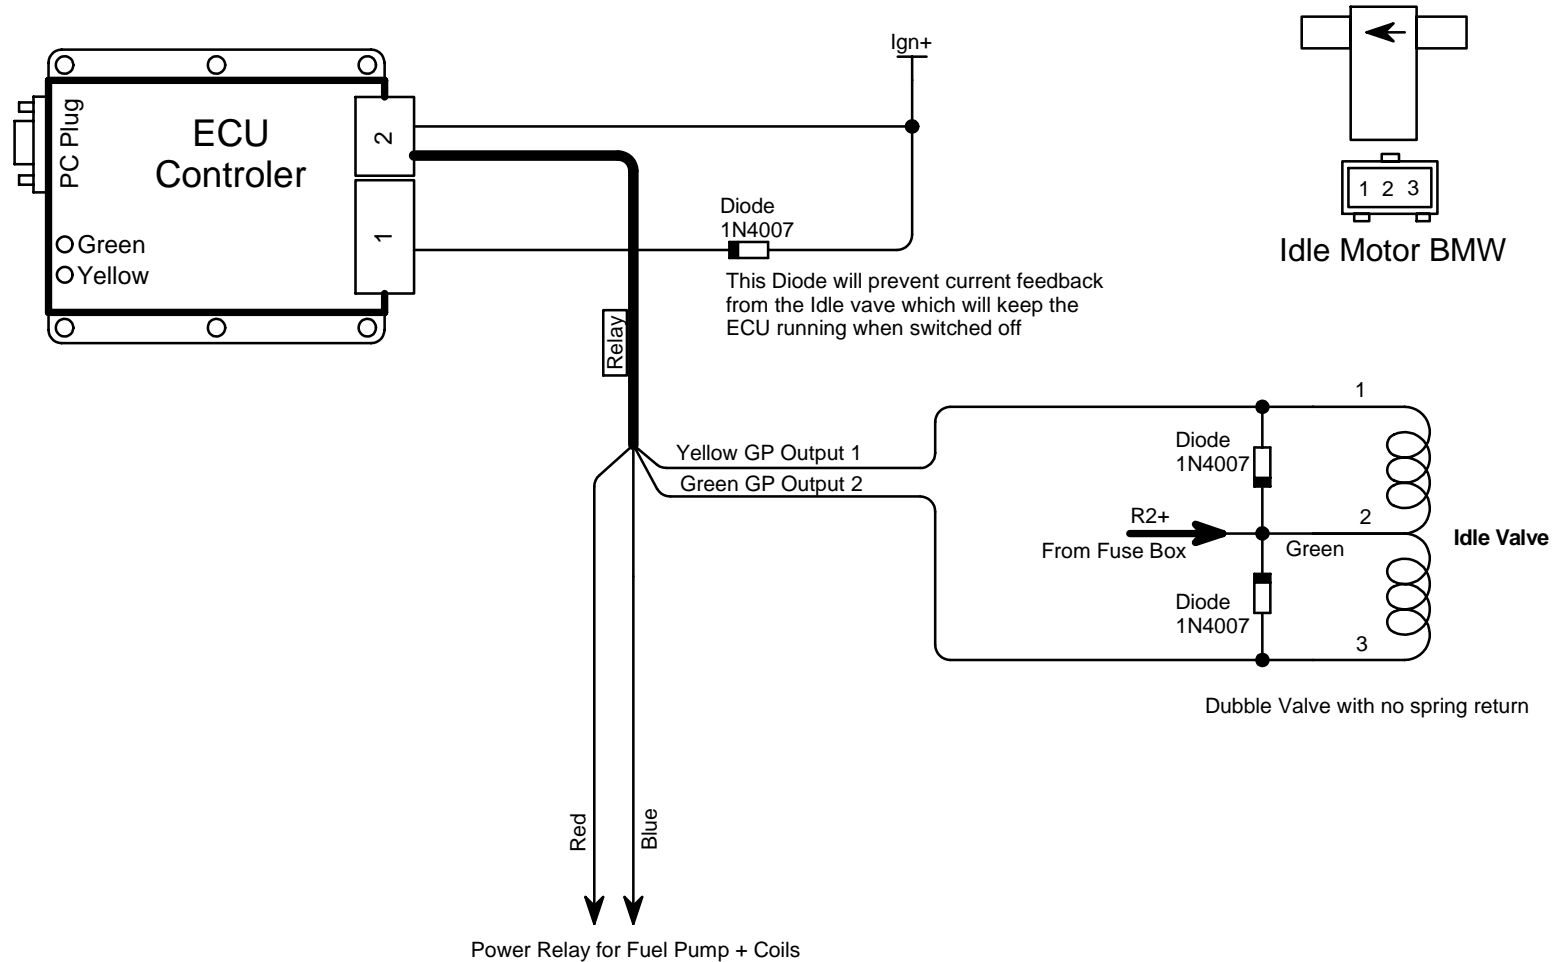 Ign+
PC Plug
ECU
Controler
2
1
Green
Yellow
Diode
1N4007
This Diode will prevent current feedback
from the Idle vave which will keep the
ECU running when switched off
1 2 3
Idle Motor BMW
Relay
Yellow GP Output 1
Green GP Output 2
1
Diode
1N4007
R2+
From Fuse Box
2
Green
Idle Valve
Diode
1N4007
3
Dubble Valve with no spring return
Red
Blue
Power Relay for Fuel Pump + Coils